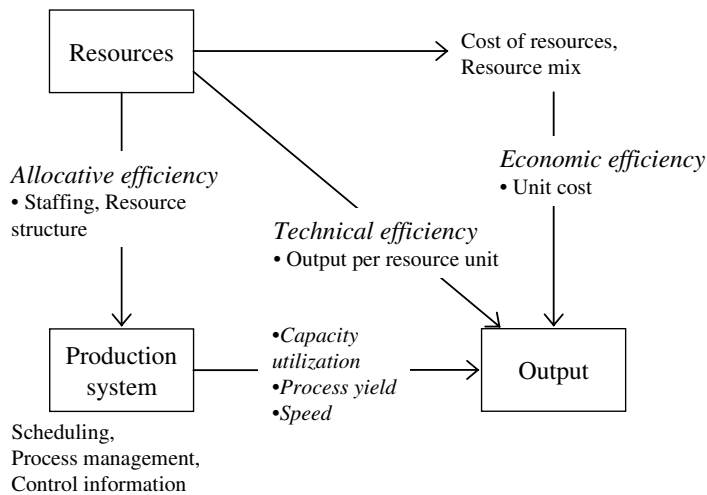 Resources
Cost of resources,
Resource mix
Allocative efficiency
• Staffing, Resource
structure
Economic efficiency
• Unit cost
Technical efficiency
• Output per resource unit
Production
system
•Capacity
utilization
•Process yield
•Speed
Output
Scheduling,
Process management,
Control information